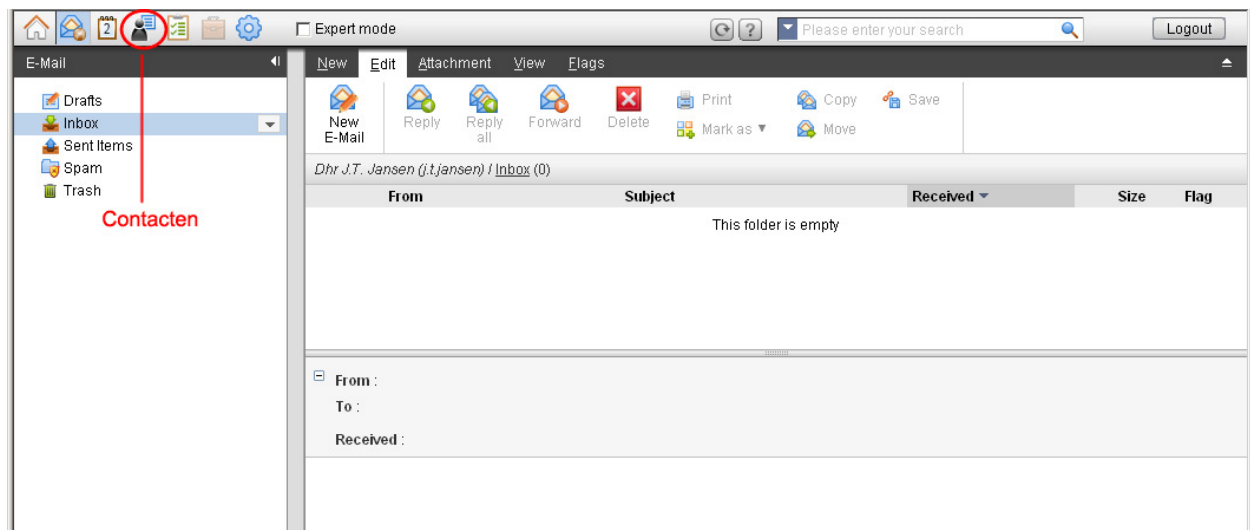 2 Expert mode ? Please enter your search Logout
E-Mail New Edit Attachment View Flags
Drafts
Inbox
Sent Items
Spam
Trash
Contacten
New E-Mail Reply Reply all Forward Delete Print Copy Save
Mark as Move
Dhr J.T. Jansen (j.t.jansen) / Inbox (0)
From Subject Received Size Flag
This folder is empty
From :
To :
Received :